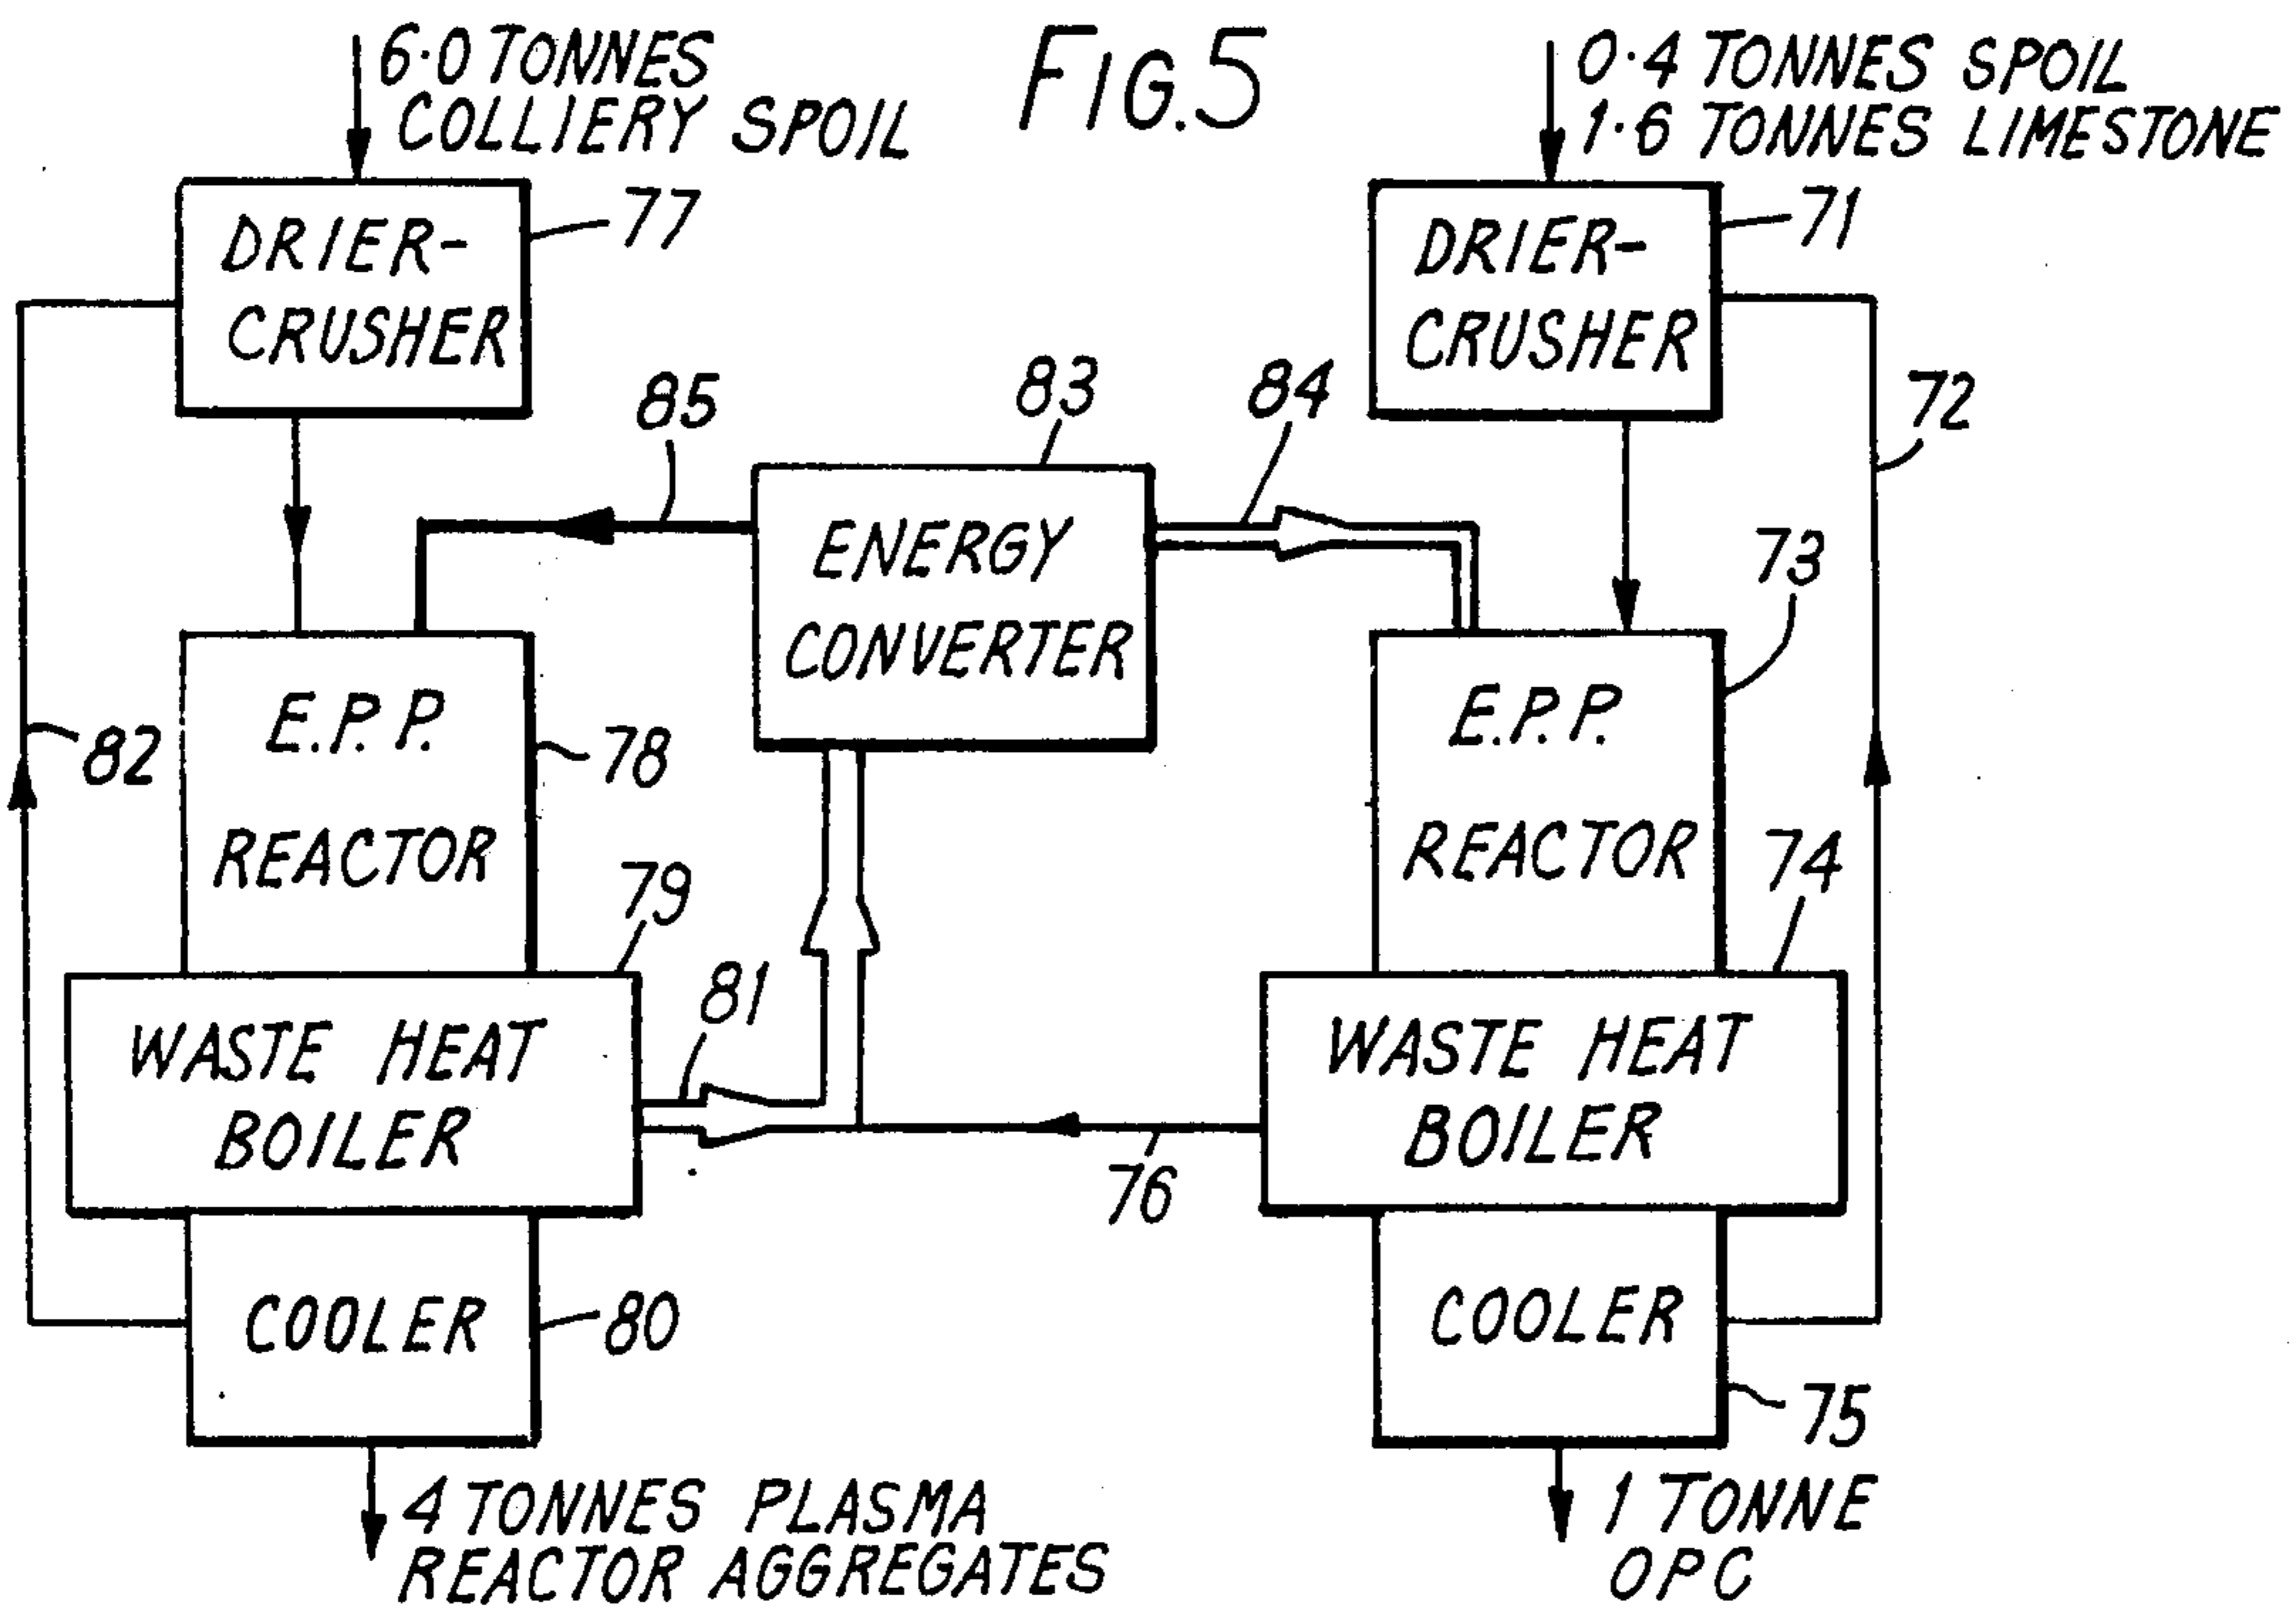 FIG.5
6·0 TONNES
COLLIERY SPOIL
0·4 TONNES SPOIL
1·6 TONNES LIMESTONE
DRIER-
CRUSHER
77
DRIER-
CRUSHER
71
72
85
83
84
ENERGY
CONVERTER
73
E.P.P.
REACTOR
78
82
E.P.P.
REACTOR
79
74
81
WASTE HEAT
BOILER
WASTE HEAT
BOILER
76
COOLER
80
COOLER
75
4 TONNES PLASMA
REACTOR AGGREGATES
1 TONNE
OPC